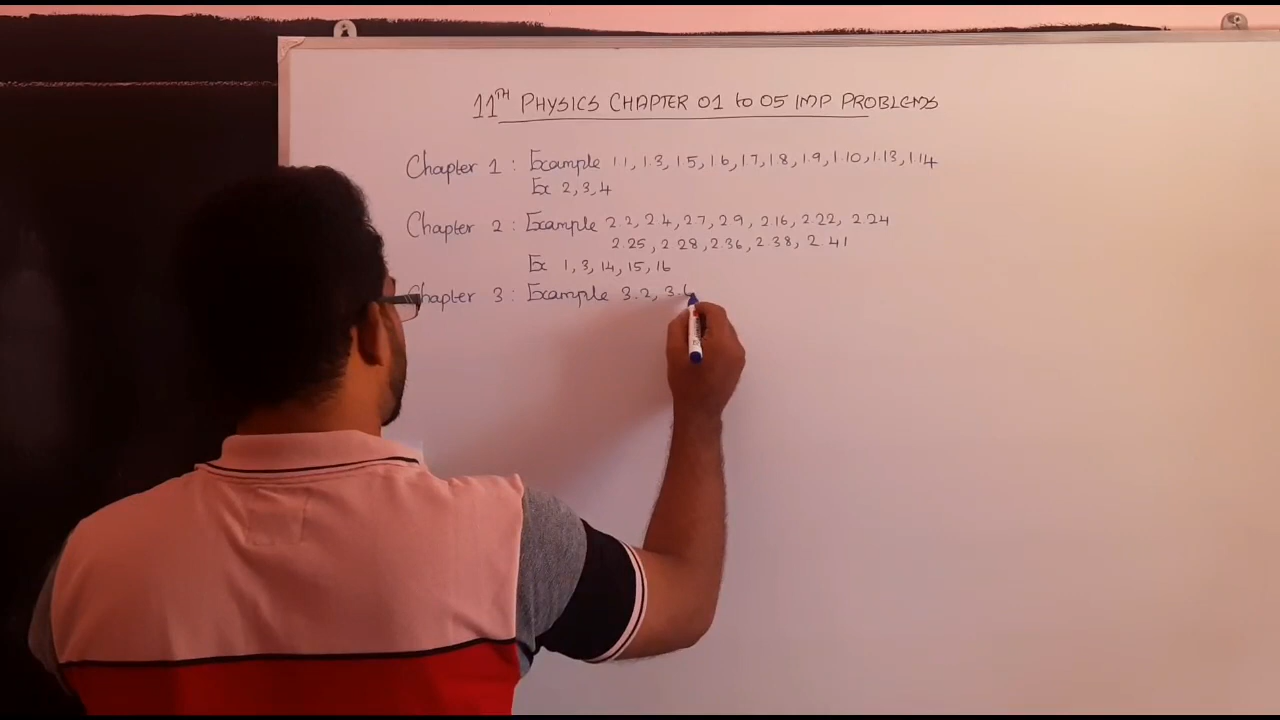 11TH PHYSICS CHAPTER 01 to 05 IMP PROBLEMS
Chapter 1 : Example 1.1, 1.3, 1.5, 1.6, 1.7, 1.8, 1.9, 1.10, 1.13, 1.14
Ex 2, 3, 4
Chapter 2 : Example 2.2, 2.4, 2.7, 2.9, 2.16, 2.22, 2.24
2.25, 2.28, 2.36, 2.38, 2.41
Ex 1, 3, 14, 15, 16
Chapter 3 : Example 3.2, 3.